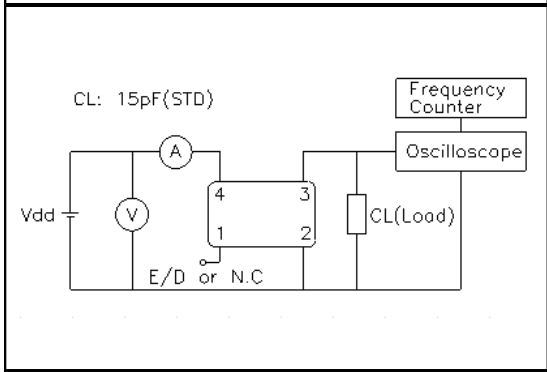 Frequency
Counter
CL: 15pF(STD)
Oscilloscope
A
4 3
Vdd
V
CL(Load)
1 2
E/D or N.C